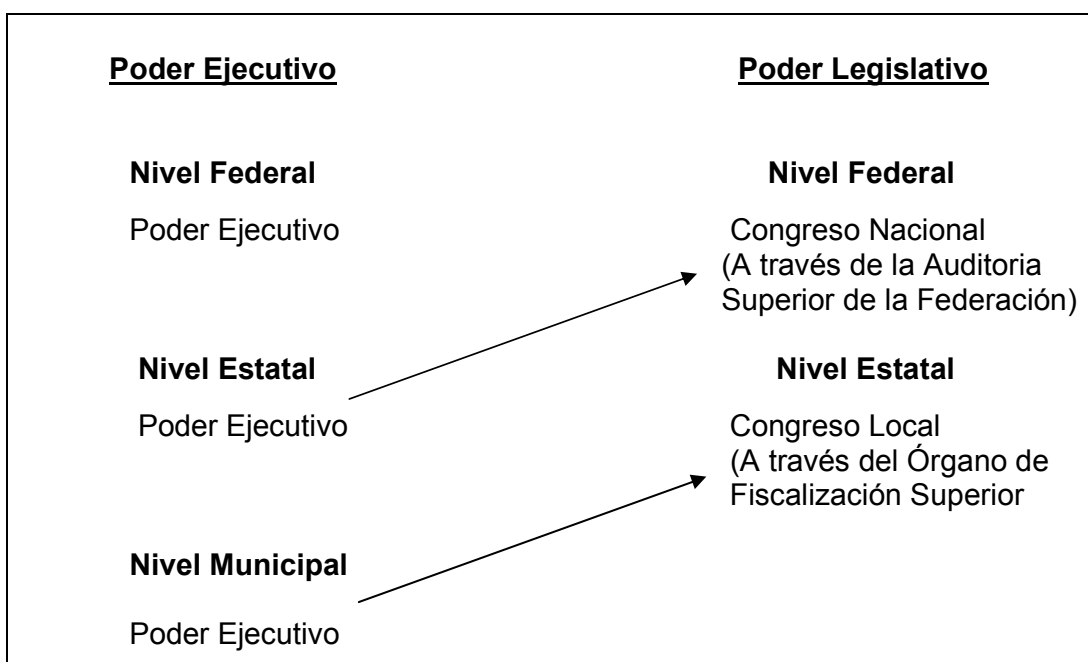 Poder Ejecutivo
Poder Legislativo
Nivel Federal
Nivel Federal
Poder Ejecutivo
Congreso Nacional
(A través de la Auditoria
Superior de la Federación)
Nivel Estatal
Nivel Estatal
Poder Ejecutivo
Congreso Local
(A través del Órgano de
Fiscalización Superior
Nivel Municipal
Poder Ejecutivo